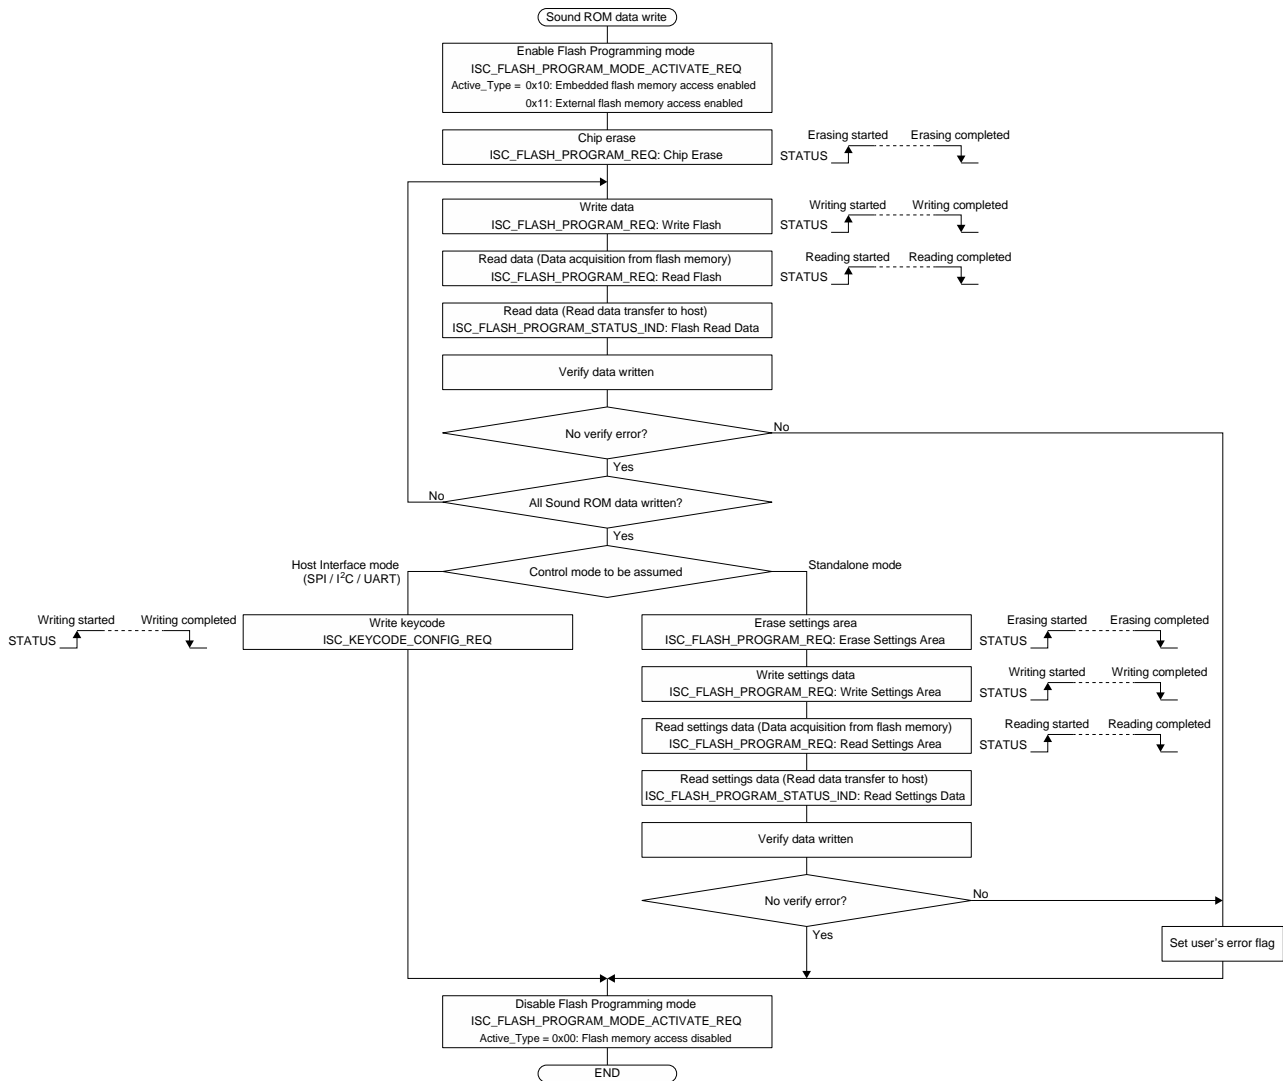 Sound ROM data write
Enable Flash Programming mode
ISC_FLASH_PROGRAM_MODE_ACTIVATE_REQ
Active_Type = 0x10: Embedded flash memory access enabled
0x11: External flash memory access enabled
Chip erase
ISC_FLASH_PROGRAM_REQ: Chip Erase
Erasing started Erasing completed
STATUS
Write data
ISC_FLASH_PROGRAM_REQ: Write Flash
Writing started Writing completed
STATUS
Read data (Data acquisition from flash memory)
ISC_FLASH_PROGRAM_REQ: Read Flash
Reading started Reading completed
STATUS
Read data (Read data transfer to host)
ISC_FLASH_PROGRAM_STATUS_IND: Flash Read Data
Verify data written
No verify error?
No
Yes
All Sound ROM data written?
No
Yes
Control mode to be assumed
Host Interface mode
(SPI / I²C / UART)
Standalone mode
Writing started Writing completed
STATUS
Write keycode
ISC_KEYCODE_CONFIG_REQ
Erase settings area
ISC_FLASH_PROGRAM_REQ: Erase Settings Area
Erasing started Erasing completed
STATUS
Write settings data
ISC_FLASH_PROGRAM_REQ: Write Settings Area
Writing started Writing completed
STATUS
Read settings data (Data acquisition from flash memory)
ISC_FLASH_PROGRAM_REQ: Read Settings Area
Reading started Reading completed
STATUS
Read settings data (Read data transfer to host)
ISC_FLASH_PROGRAM_STATUS_IND: Read Settings Data
Verify data written
No verify error?
No
Yes
Set user's error flag
Disable Flash Programming mode
ISC_FLASH_PROGRAM_MODE_ACTIVATE_REQ
Active_Type = 0x00: Flash memory access disabled
END